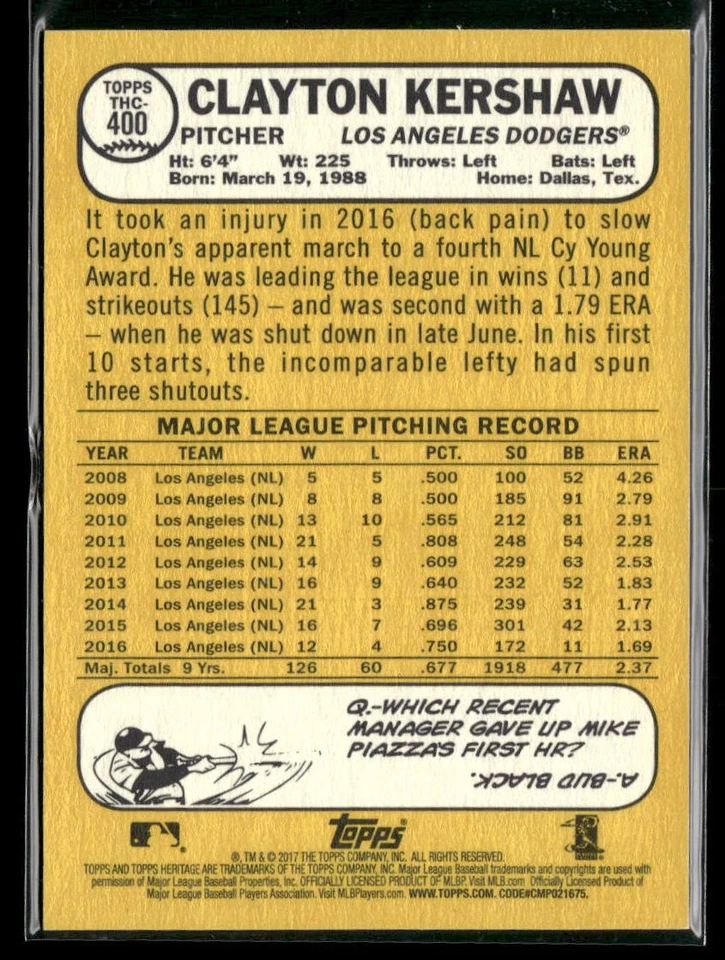 TOPPS
THC-
400
CLAYTON KERSHAW
PITCHER LOS ANGELES DODGERS®
Ht: 6'4" Wt: 225 Throws: Left Bats: Left
Born: March 19, 1988 Home: Dallas, Tex.
It took an injury in 2016 (back pain) to slow
Clayton's apparent march to a fourth NL Cy Young
Award. He was leading the league in wins (11) and
strikeouts (145) – and was second with a 1.79 ERA
– when he was shut down in late June. In his first
10 starts, the incomparable lefty had spun
three shutouts.
MAJOR LEAGUE PITCHING RECORD
YEAR TEAM W L PCT. SO BB ERA
2008 Los Angeles (NL) 5 5 .500 100 52 4.26
2009 Los Angeles (NL) 8 8 .500 185 91 2.79
2010 Los Angeles (NL) 13 10 .565 212 81 2.91
2011 Los Angeles (NL) 21 5 .808 248 54 2.28
2012 Los Angeles (NL) 14 9 .609 229 63 2.53
2013 Los Angeles (NL) 16 9 .640 232 52 1.83
2014 Los Angeles (NL) 21 3 .875 239 31 1.77
2015 Los Angeles (NL) 16 7 .696 301 42 2.13
2016 Los Angeles (NL) 12 4 .750 172 11 1.69
Maj. Totals 9 Yrs. 126 60 .677 1918 477 2.37
Q.-WHICH RECENT
MANAGER GAVE UP MIKE
PIAZZA'S FIRST HR?
A.-BUD BLACK.
Topps®
®, TM & © 2017 THE TOPPS COMPANY, INC. ALL RIGHTS RESERVED.
TOPPS AND TOPPS HERITAGE ARE TRADEMARKS OF THE TOPPS COMPANY, INC. Major League Baseball trademarks and copyrights are used with
permission of Major League Baseball Properties, Inc. OFFICIALLY LICENSED PRODUCT OF MLBP. Visit MLB.com Officially Licensed Product of
Major League Baseball Players Association. Visit MLBPlayers.com. WWW.TOPPS.COM. CODE#CMP021675.